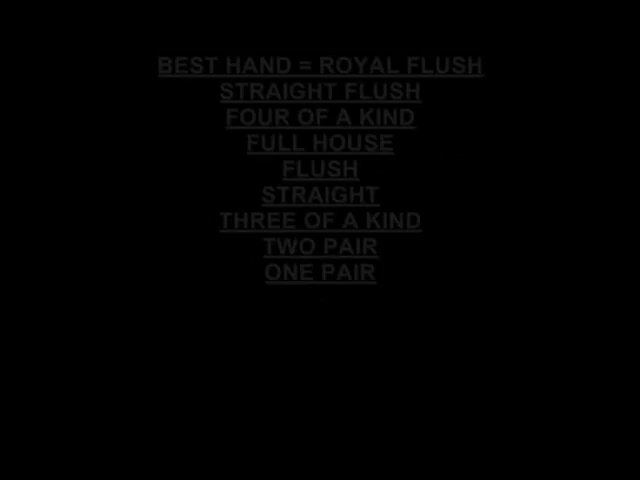 BEST HAND = ROYAL FLUSH
STRAIGHT FLUSH
FOUR OF A KIND
FULL HOUSE
FLUSH
STRAIGHT
THREE OF A KIND
TWO PAIR
ONE PAIR